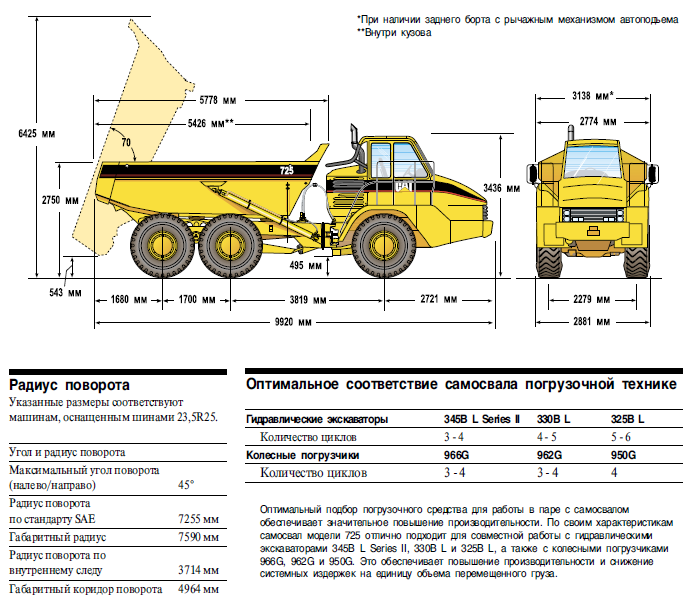 *При наличии заднего борта с рычажным механизмом автоподъема
**Внутри кузова
5778 мм
5426 мм**
6425 мм
70
725
2750 мм
3436 мм
495 мм
543 мм
1680 мм
1700 мм
3819 мм
2721 мм
9920 мм
3138 мм*
2774 мм
2279 мм
2881 мм
Радиус поворота
Указанные размеры соответствуют
машинам, оснащенным шинами 23,5R25.
Угол и радиус поворота
Максимальный угол поворота
(налево/направо) 45°
Радиус поворота
по стандарту SAE 7255 мм
Габаритный радиус 7590 мм
Радиус поворота по
внутреннему следу 3714 мм
Габаритный коридор поворота 4964 мм
Оптимальное соответствие самосвала погрузочной технике
Гидравлические экскаваторы 345B L Series II 330B L 325B L
Количество циклов 3 - 4 4 - 5 5 - 6
Колесные погрузчики 966G 962G 950G
Количество циклов 3 - 4 3 - 4 4
Оптимальный подбор погрузочного средства для работы в паре с самосвалом
обеспечивает значительное повышение производительности. По своим характеристикам
самосвал модели 725 отлично подходит для совместной работы с гидравлическими
экскаваторами 345B L Series II, 330B L и 325B L, а также с колесными погрузчиками
966G, 962G и 950G. Это обеспечивает повышение производительности и снижение
системных издержек на единицу объема перемещенного груза.